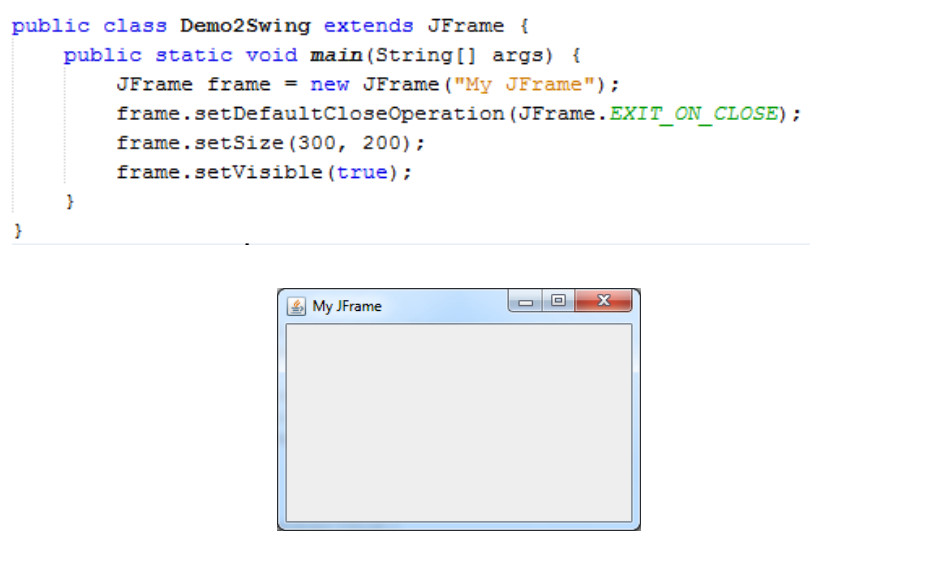 public class Demo2Swing extends JFrame {
public static void main(String[] args) {
JFrame frame = new JFrame("My JFrame");
frame.setDefaultCloseOperation(JFrame.EXIT_ON_CLOSE);
frame.setSize(300, 200);
frame.setVisible(true);
}
}
My JFrame